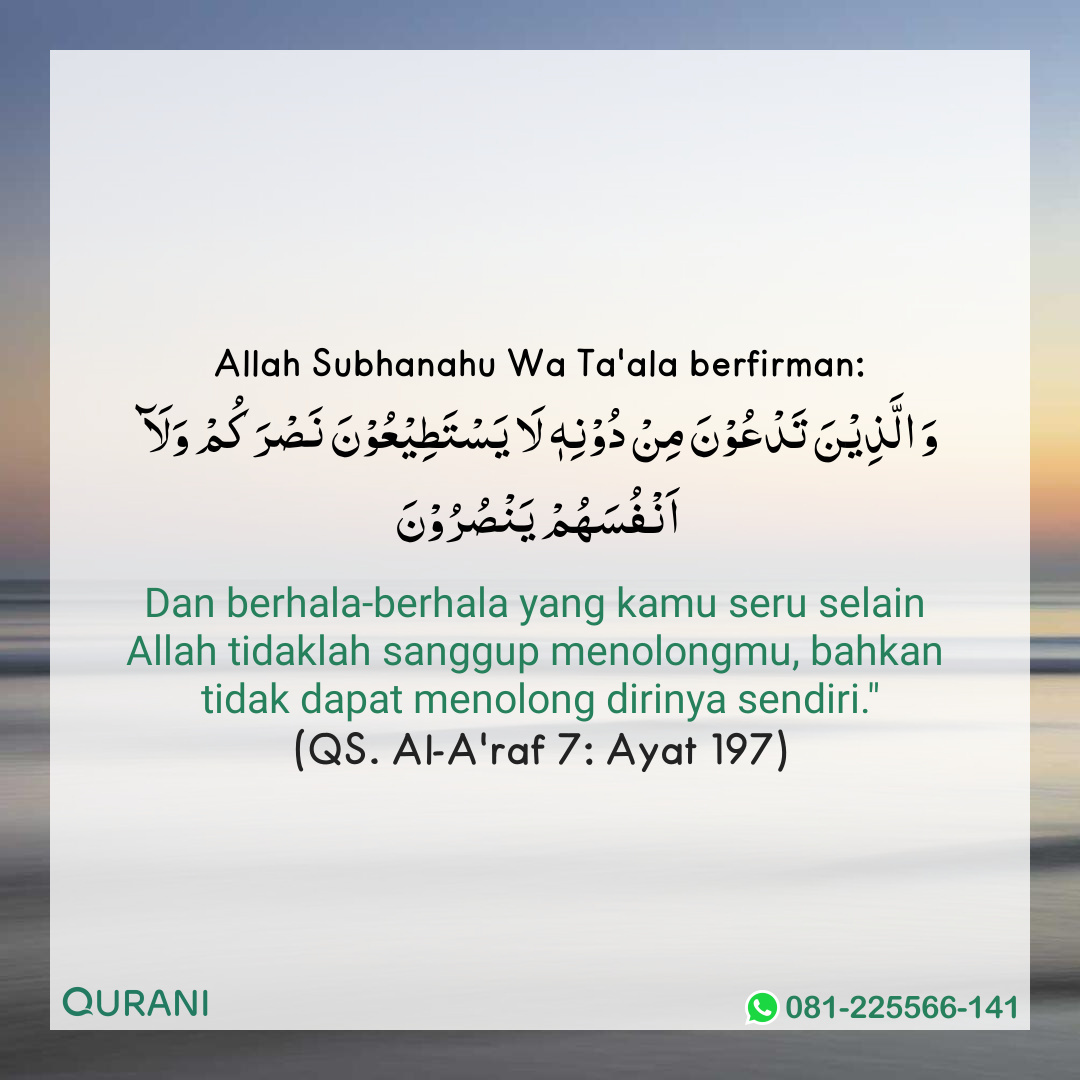 Allah Subhanahu Wa Ta'ala berfirman:
وَالَّذِيْنَ تَدْعُوْنَ مِنْ دُوْنِهٖ لَا يَسْتَطِيْعُوْنَ نَصْرَكُمْ وَلَاۤ
اَنْفُسَهُمْ يَنْصُرُوْنَ
Dan berhala-berhala yang kamu seru selain
Allah tidaklah sanggup menolongmu, bahkan
tidak dapat menolong dirinya sendiri."
(QS. Al-A'raf 7: Ayat 197)
QURANI
081-225566-141